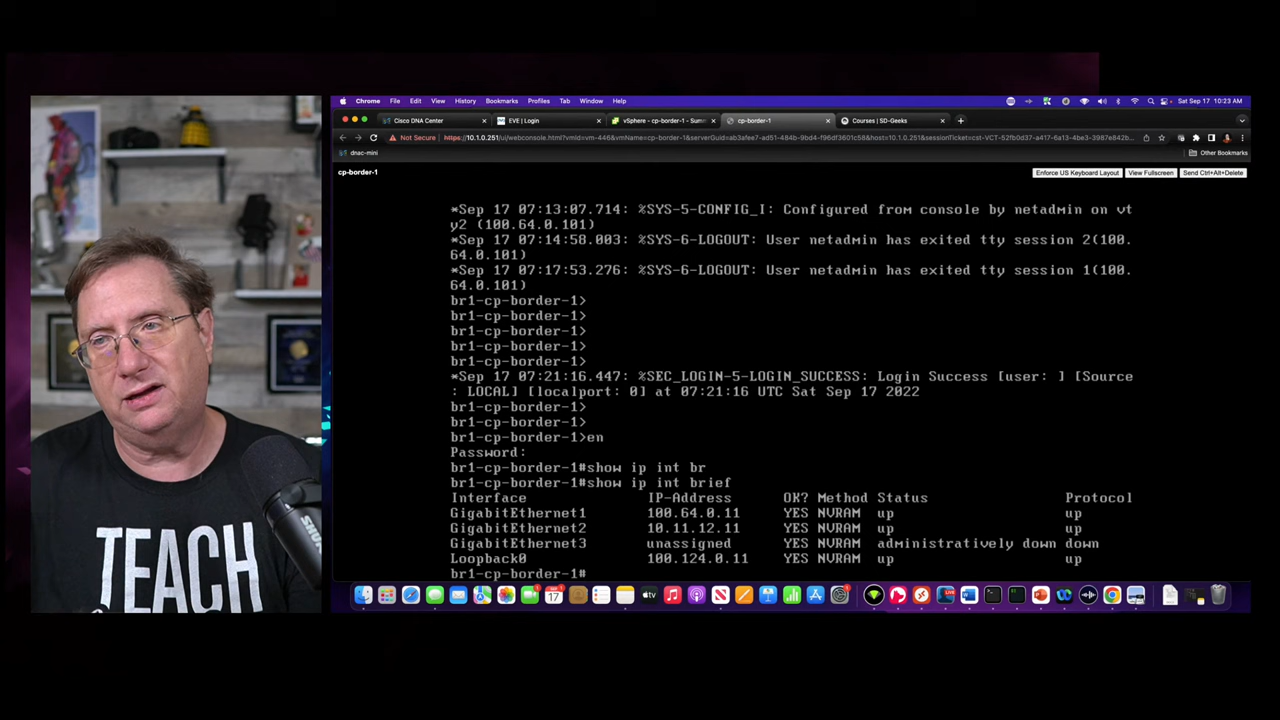 Chrome File Edit View History Bookmarks Profiles Tab Window Help
Sat Sep 17 10:23 AM
Cisco DNA Center
EVE | Login
vSphere - cp-border-1 - Summ
cp-border-1
Courses | SD-Geeks
Not Secure
dnac-mini
Other Bookmarks
cp-border-1
Enforce US Keyboard Layout
View Fullscreen
Send Ctrl+Alt+Delete
*Sep 17 07:13:07.714: %SYS-5-CONFIG_I: Configured from console by netadmin on vt
y2 (100.64.0.101)
*Sep 17 07:14:58.003: %SYS-6-LOGOUT: User netadmin has exited tty session 2(100.
64.0.101)
*Sep 17 07:17:53.276: %SYS-6-LOGOUT: User netadmin has exited tty session 1(100.
64.0.101)
br1-cp-border-1>
br1-cp-border-1>
br1-cp-border-1>
br1-cp-border-1>
br1-cp-border-1>
*Sep 17 07:21:16.447: %SEC_LOGIN-5-LOGIN_SUCCESS: Login Success [user: ] [Source
: LOCAL] [localport: 0] at 07:21:16 UTC Sat Sep 17 2022
br1-cp-border-1>
br1-cp-border-1>
br1-cp-border-1>en
Password:
br1-cp-border-1#show ip int br
br1-cp-border-1#show ip int brief
Interface IP-Address OK? Method Status Protocol
GigabitEthernet1 100.64.0.11 YES NVRAM up up
GigabitEthernet2 10.11.12.11 YES NVRAM up up
GigabitEthernet3 unassigned YES NVRAM administratively down down
Loopback0 100.124.0.11 YES NVRAM up up
br1-cp-border-1#
TEACH
SHURE